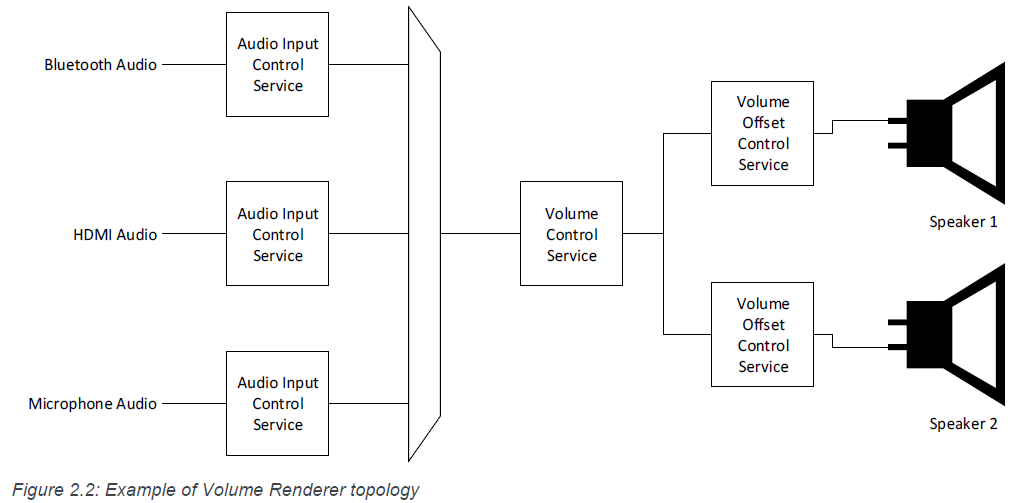 Bluetooth Audio
Audio Input
Control
Service
HDMI Audio
Audio Input
Control
Service
Microphone Audio
Audio Input
Control
Service
Volume
Control
Service
Volume
Offset
Control
Service
Speaker 1
Volume
Offset
Control
Service
Speaker 2
Figure 2.2: Example of Volume Renderer topology